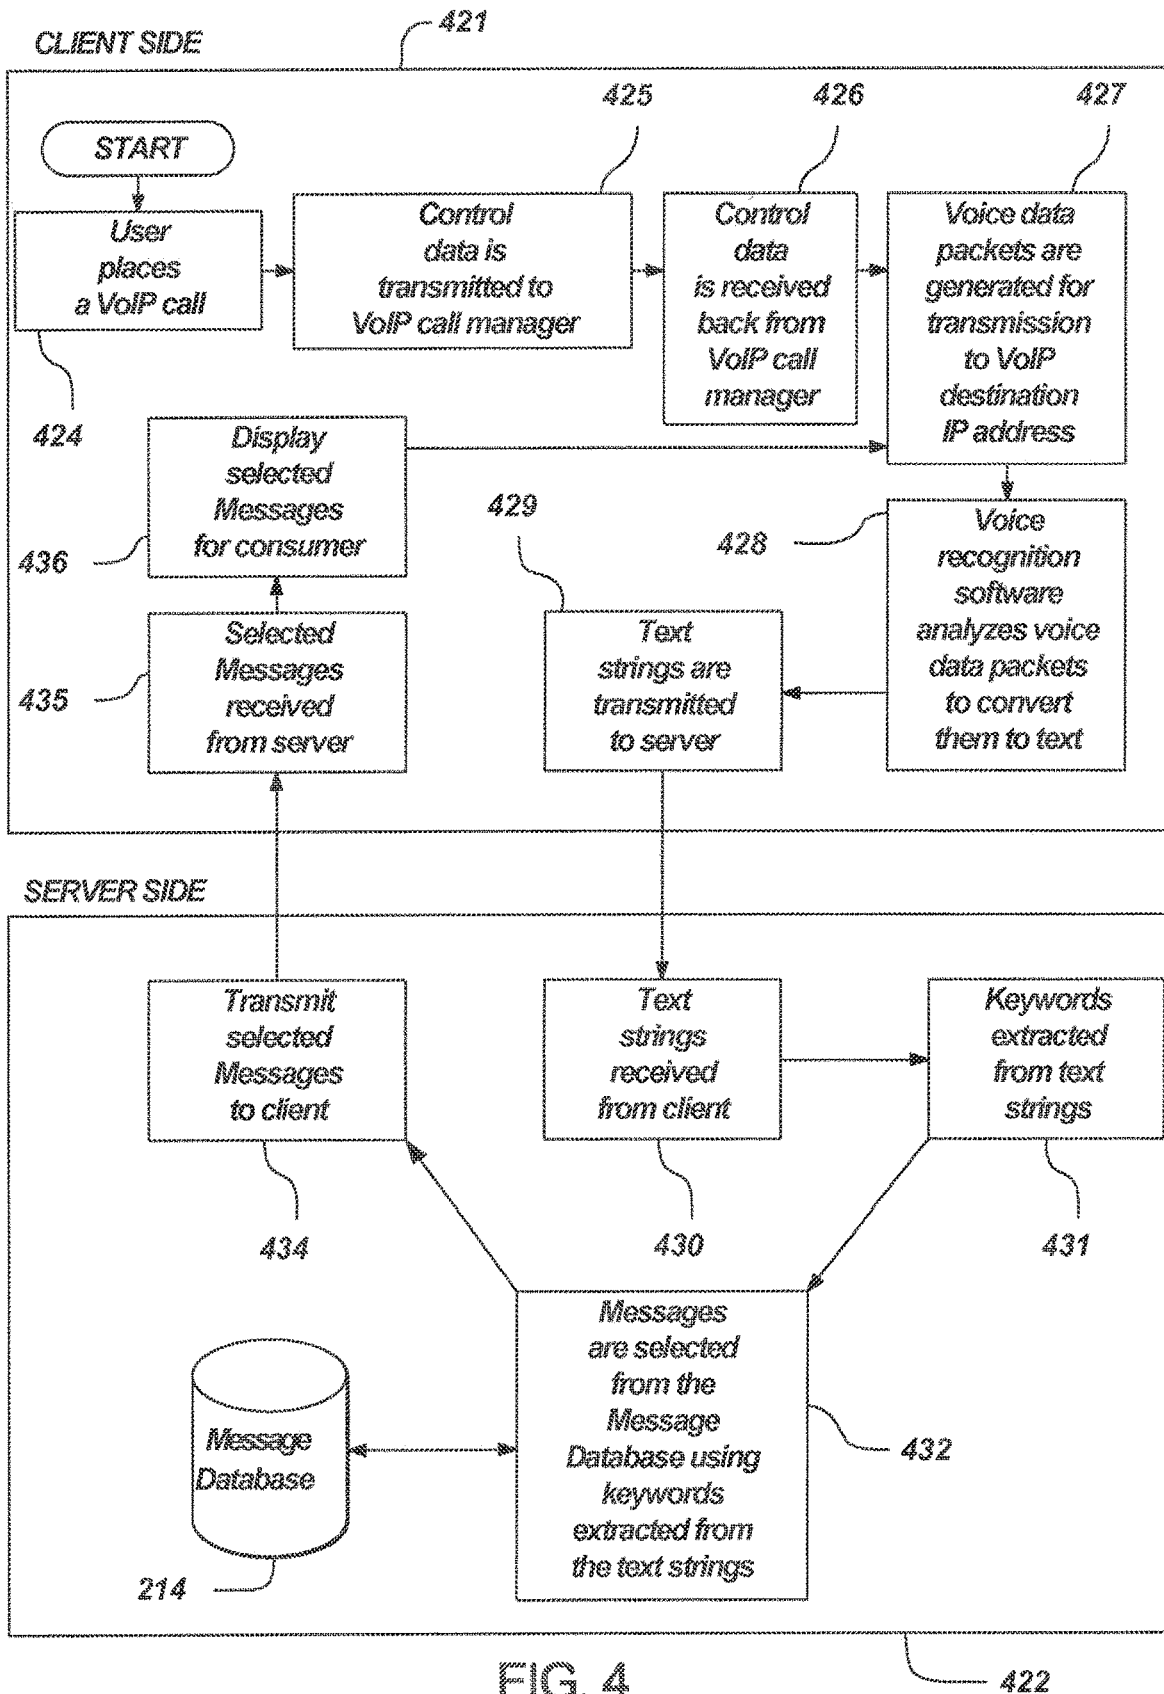 421
CLIENT SIDE
425
426
427
START
User
places
a VoIP call
Control
data is
transmitted to
VoIP call manager
Control
data
is received
back from
VoIP call
manager
Voice data
packets are
generated for
transmission
to VoIP
destination
IP address
424
Display
selected
Messages
for consumer
436
429
428
Voice
recognition
software
analyzes voice
data packets
to convert
them to text
Selected
Messages
received
from server
435
Text
strings are
transmitted
to server
SERVER SIDE
Transmit
selected
Messages
to client
Text
strings
received
from client
Keywords
extracted
from text
strings
434
430
431
Messages
are selected
from the
Message
Database using
keywords
extracted from
the text strings
432
Message
Database
214
FIG. 4
422